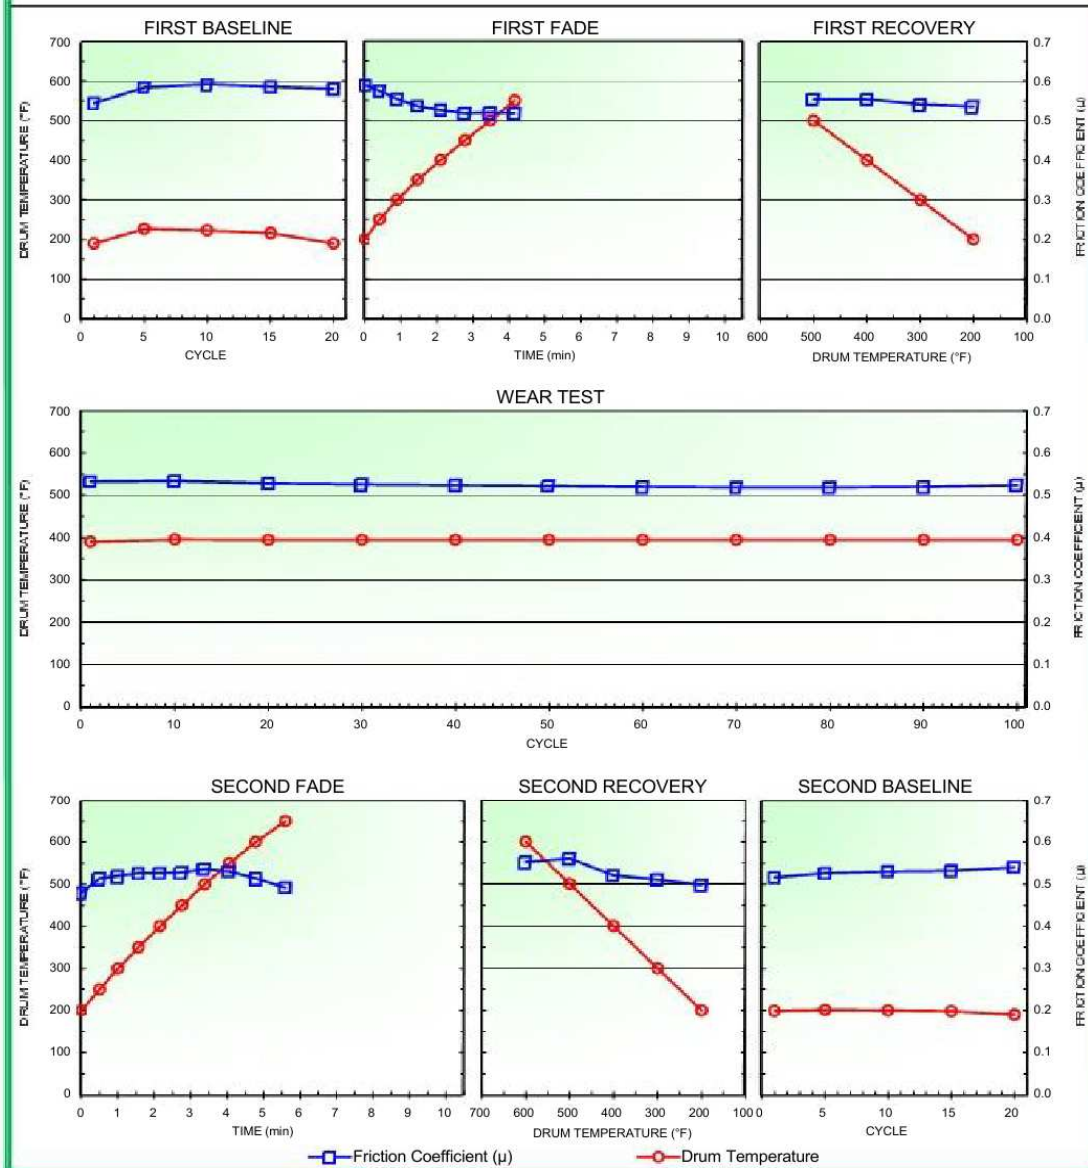 FIRST BASELINE FIRST FADE FIRST RECOVERY
DRUM TEMPERATURE (°F)
700 600 500 400 300 200 100 0
0 5 10 15 20
CYCLE
0 1 2 3 4 5 6 7 8 9 10
TIME (min)
600 500 400 300 200 100
DRUM TEMPERATURE (°F)
0.7 0.6 0.5 0.4 0.3 0.2 0.1 0.0
FRICTION COEFFICIENT (µ)
WEAR TEST
DRUM TEMPERATURE (°F)
700 600 500 400 300 200 100 0
0 10 20 30 40 50 60 70 80 90 100
CYCLE
0.7 0.6 0.5 0.4 0.3 0.2 0.1 0.0
FRICTION COEFFICIENT (µ)
SECOND FADE SECOND RECOVERY SECOND BASELINE
DRUM TEMPERATURE (°F)
700 600 500 400 300 200 100 0
0 1 2 3 4 5 6 7 8 9 10
TIME (min)
700 600 500 400 300 200 100
DRUM TEMPERATURE (°F)
0 5 10 15 20
CYCLE
0.7 0.6 0.5 0.4 0.3 0.2 0.1 0.0
FRICTION COEFFICIENT (µ)
Friction Coefficient (µ) Drum Temperature